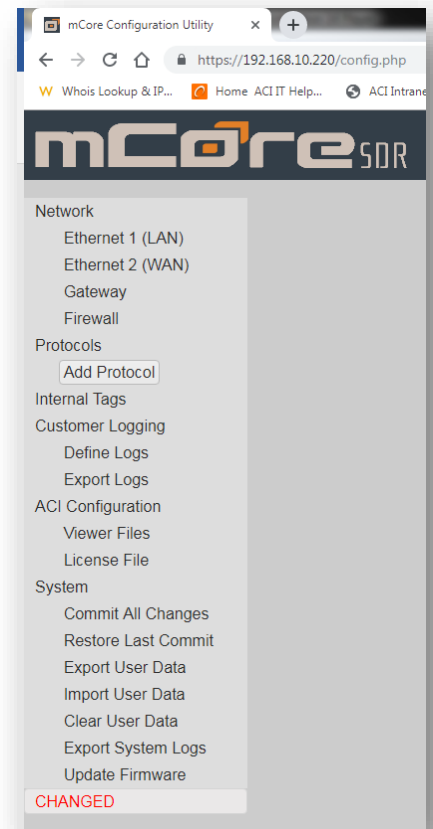 mCore Configuration Utility
https://192.168.10.220/config.php
W Whois Lookup & IP... Home ACI IT Help... ACI Intrane
mCore SDR
Network
Ethernet 1 (LAN)
Ethernet 2 (WAN)
Gateway
Firewall
Protocols
Add Protocol
Internal Tags
Customer Logging
Define Logs
Export Logs
ACI Configuration
Viewer Files
License File
System
Commit All Changes
Restore Last Commit
Export User Data
Import User Data
Clear User Data
Export System Logs
Update Firmware
CHANGED